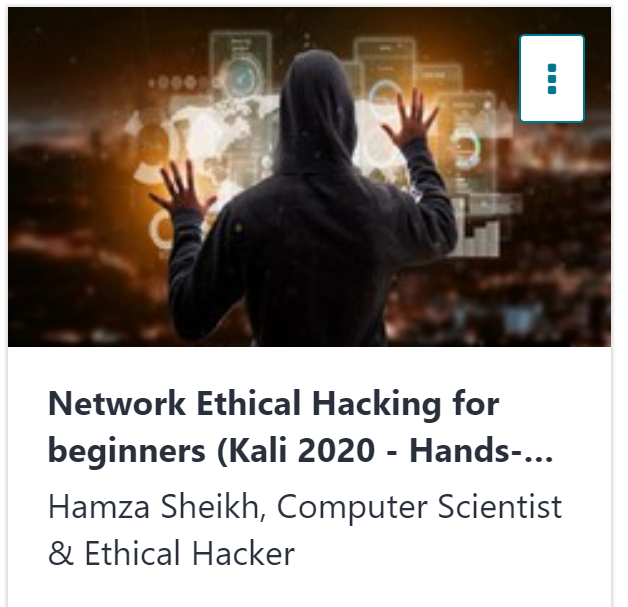 Network Ethical Hacking for
beginners (Kali 2020 - Hands-...
Hamza Sheikh, Computer Scientist
& Ethical Hacker